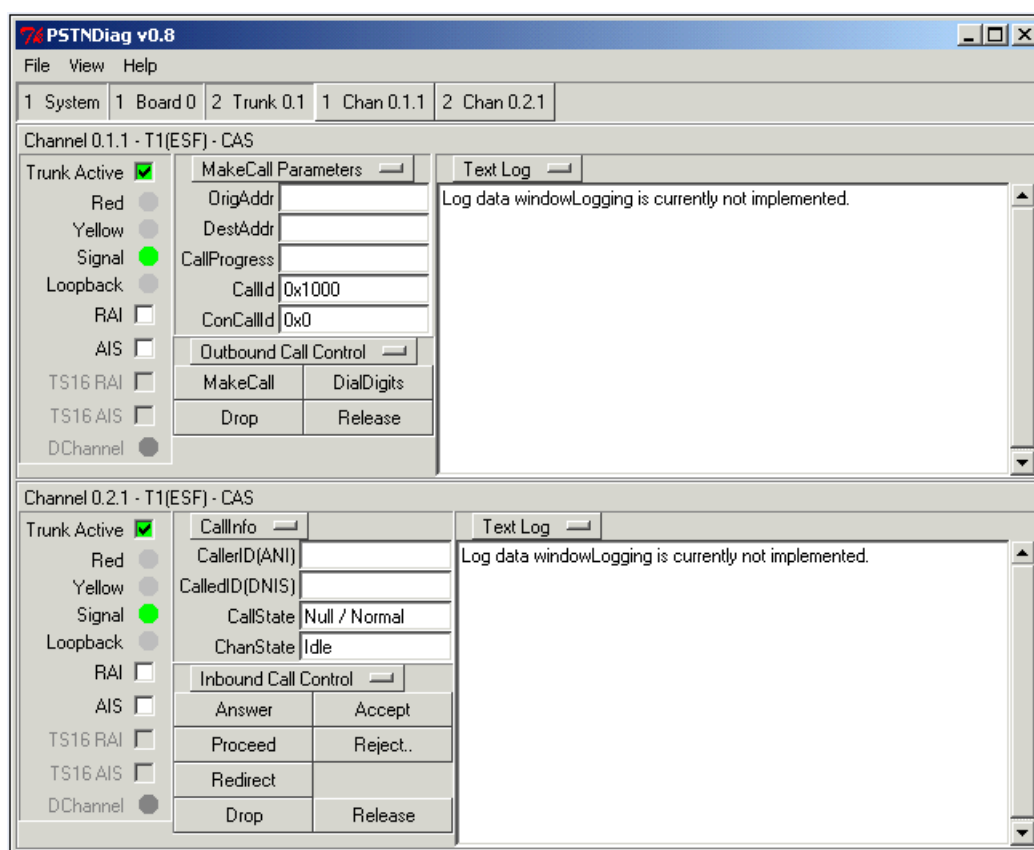 PSTNDiag v0.8
File View Help
1 System 1 Board 0 2 Trunk 0.1 1 Chan 0.1.1 2 Chan 0.2.1
Channel 0.1.1 - T1(ESF) - CAS
Trunk Active
Red
Yellow
Signal
Loopback
RAI
AIS
TS16 RAI
TS16 AIS
DChannel
MakeCall Parameters
OrigAddr
DestAddr
CallProgress
CallId 0x1000
ConCallId 0x0
Outbound Call Control
MakeCall DialDigits
Drop Release
Text Log
Log data windowLogging is currently not implemented.
Channel 0.2.1 - T1(ESF) - CAS
Trunk Active
Red
Yellow
Signal
Loopback
RAI
AIS
TS16 RAI
TS16 AIS
DChannel
CallInfo
CallerID(ANI)
CalledID(DNIS)
CallState Null / Normal
ChanState Idle
Inbound Call Control
Answer Accept
Proceed Reject..
Redirect
Drop Release
Text Log
Log data windowLogging is currently not implemented.